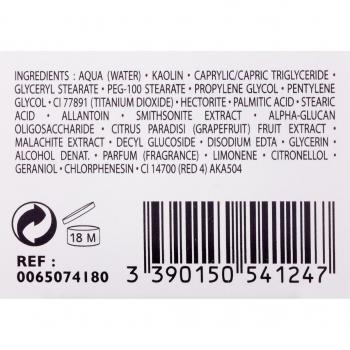 INGREDIENTS : AQUA (WATER) • KAOLIN • CAPRYLIC/CAPRIC TRIGLYCERIDE •
GLYCERYL STEARATE • PEG-100 STEARATE • PROPYLENE GLYCOL • PENTYLENE
GLYCOL • CI 77891 (TITANIUM DIOXIDE) • HECTORITE • PALMITIC ACID • STEARIC
ACID • ALLANTOIN • SMITHSONITE EXTRACT • ALPHA-GLUCAN
OLIGOSACCHARIDE • CITRUS PARADISI (GRAPEFRUIT) FRUIT EXTRACT •
MALACHITE EXTRACT • DECYL GLUCOSIDE • DISODIUM EDTA • GLYCERIN •
ALCOHOL DENAT. • PARFUM (FRAGRANCE) • LIMONENE • CITRONELLOL •
GERANIOL • CHLORPHENESIN • CI 14700 (RED 4) AKA504
18 M
REF :
0065074180
3 390150 541247